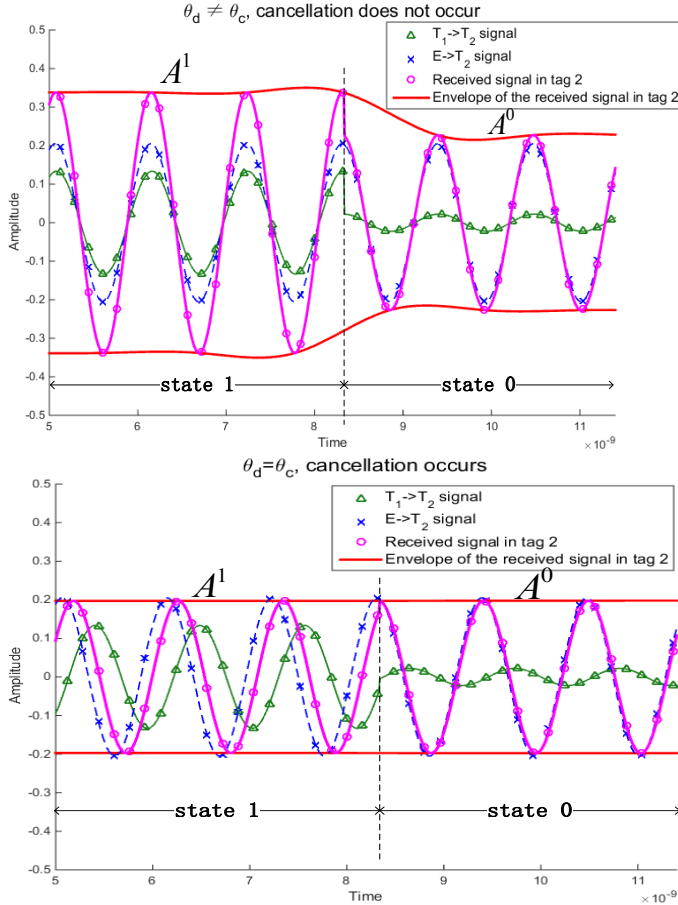 θd ≠ θc, cancellation does not occur
T1->T2 signal
E->T2 signal
Received signal in tag 2
Envelope of the received signal in tag 2
A¹
A⁰
0.5
0.4
0.3
0.2
0.1
0
-0.1
-0.2
-0.3
-0.4
-0.5
Amplitude
state 1
state 0
5 6 7 8 9 10 11
Time
×10⁻⁹
θd=θc, cancellation occurs
T1->T2 signal
E->T2 signal
Received signal in tag 2
Envelope of the received signal in tag 2
A¹
A⁰
0.5
0.4
0.3
0.2
0.1
0
-0.1
-0.2
-0.3
-0.4
-0.5
Amplitude
state 1
state 0
5 6 7 8 9 10 11
Time
×10⁻⁹